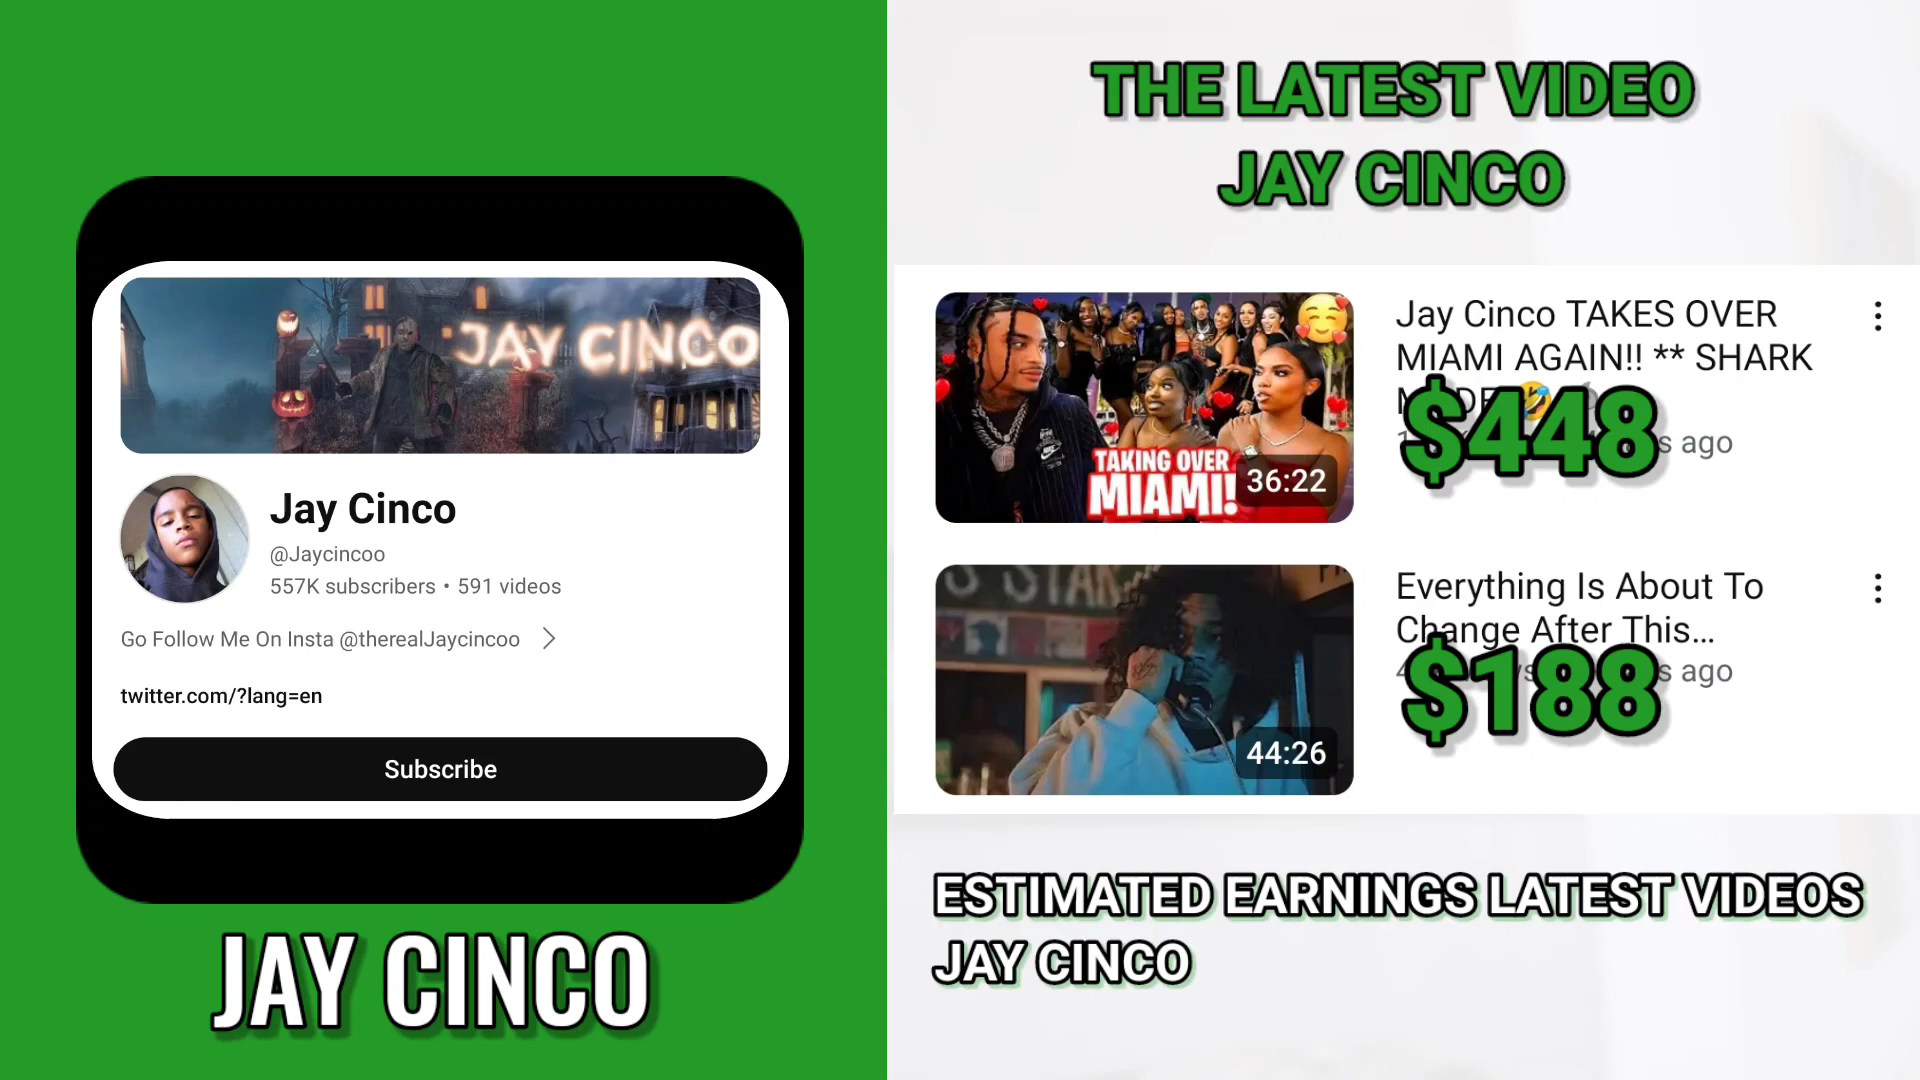 JAY CINCO
Jay Cinco
@Jaycincoo
557K subscribers • 591 videos
Go Follow Me On Insta @therealJaycincoo
twitter.com/?lang=en
Subscribe
JAY CINCO
THE LATEST VIDEO
JAY CINCO
TAKING OVER
MIAMI!
36:22
Jay Cinco TAKES OVER
MIAMI AGAIN!! ** SHARK
$448
ago
44:26
Everything Is About To
Change After This...
$188
ago
ESTIMATED EARNINGS LATEST VIDEOS
JAY CINCO